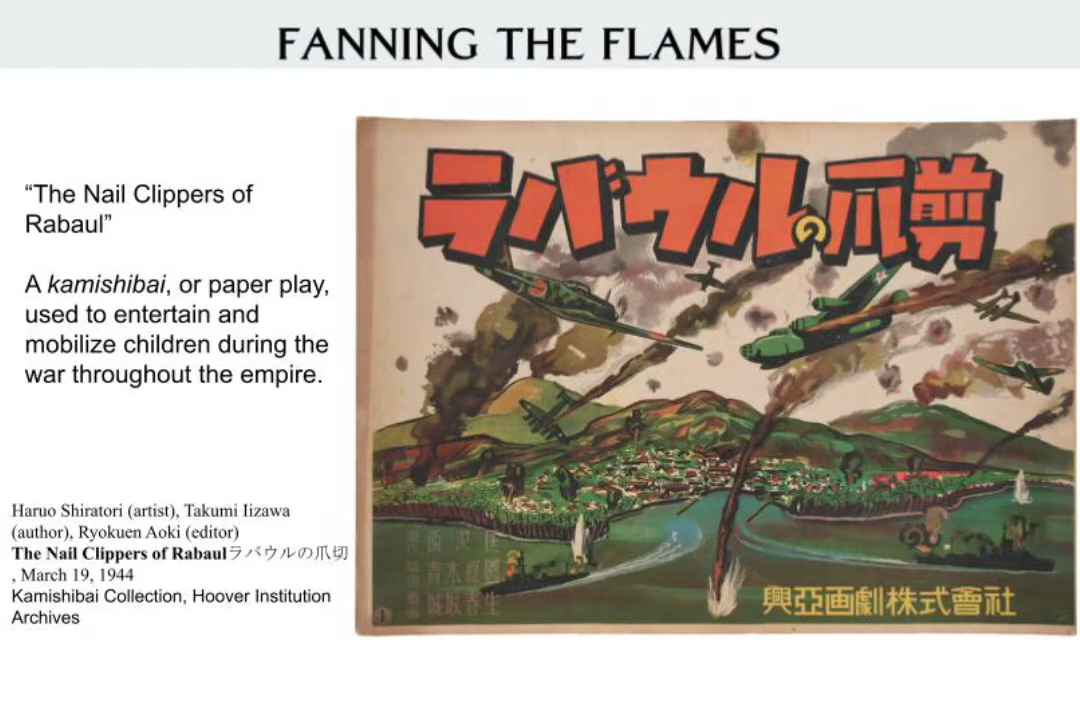 FANNING THE FLAMES
“The Nail Clippers of
Rabaul”
A kamishibai, or paper play,
used to entertain and
mobilize children during the
war throughout the empire.
Haruo Shiratori (artist), Takumi Iizawa
(author), Ryokuen Aoki (editor)
The Nail Clippers of Rabaulラバウルの爪切
, March 19, 1944
Kamishibai Collection, Hoover Institution
Archives
ラバウルの爪剪
興亞画劇株式會社
1